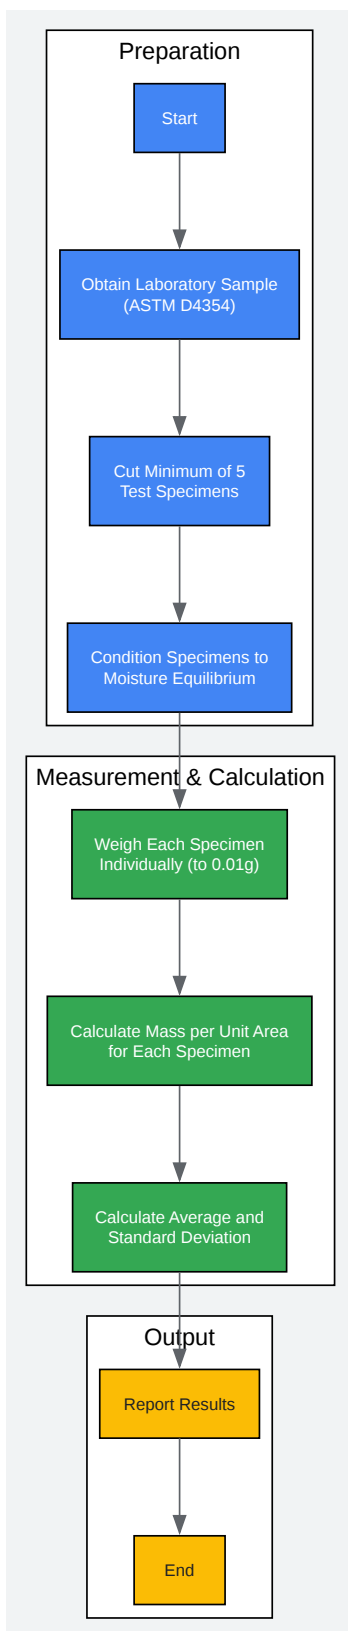 Preparation
Start
Obtain Laboratory Sample
(ASTM D4354)
Cut Minimum of 5
Test Specimens
Condition Specimens to
Moisture Equilibrium
Measurement & Calculation
Weigh Each Specimen
Individually (to 0.01g)
Calculate Mass per Unit Area
for Each Specimen
Calculate Average and
Standard Deviation
Output
Report Results
End